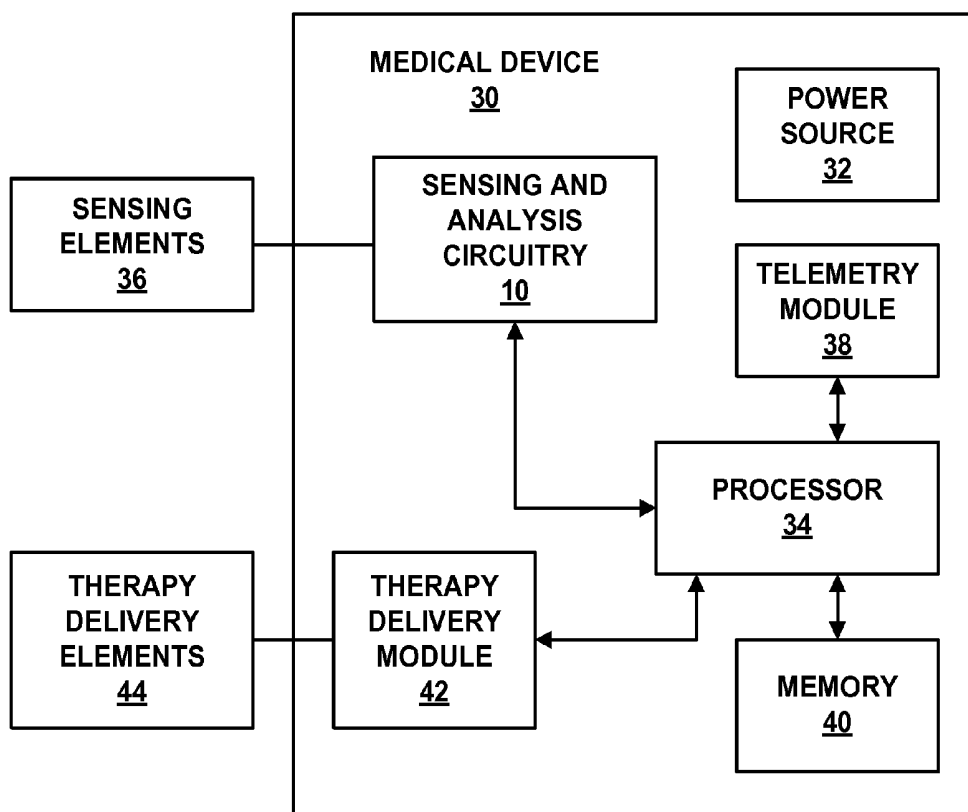 MEDICAL DEVICE
30
POWER
SOURCE
32
SENSING
ELEMENTS
36
SENSING AND
ANALYSIS
CIRCUITRY
10
TELEMETRY
MODULE
38
PROCESSOR
34
THERAPY
DELIVERY
ELEMENTS
44
THERAPY
DELIVERY
MODULE
42
MEMORY
40